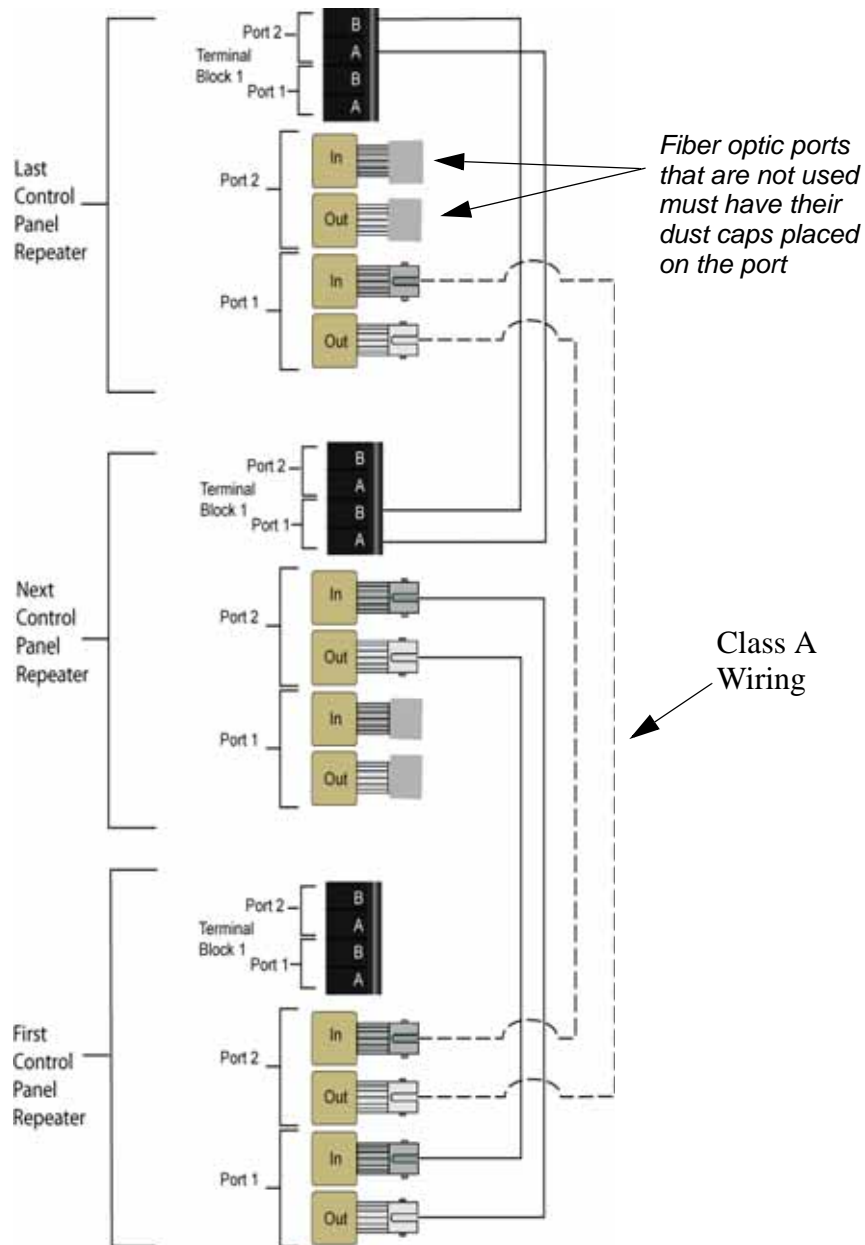 B
Port 2
A
Terminal
Block 1
B
Port 1
A
In
Port 2
Out
In
Port 1
Out
Last
Control
Panel
Repeater
Fiber optic ports
that are not used
must have their
dust caps placed
on the port
B
Port 2
A
Terminal
Block 1
B
Port 1
A
In
Port 2
Out
In
Port 1
Out
Next
Control
Panel
Repeater
Class A
Wiring
B
Port 2
A
Terminal
Block 1
B
Port 1
A
In
Port 2
Out
In
Port 1
Out
First
Control
Panel
Repeater